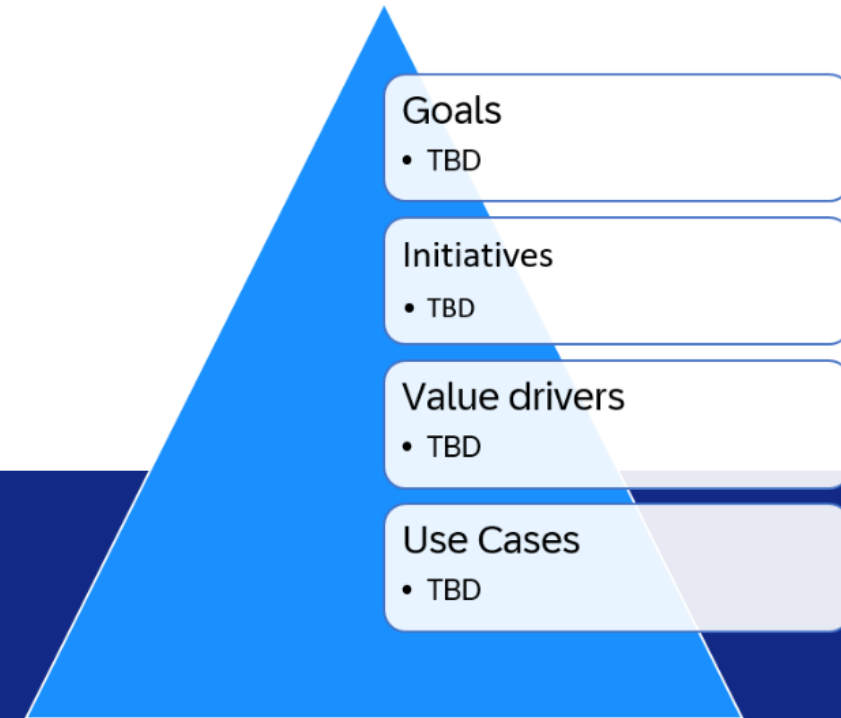 Goals
• TBD
Initiatives
• TBD
Value drivers
• TBD
Use Cases
• TBD